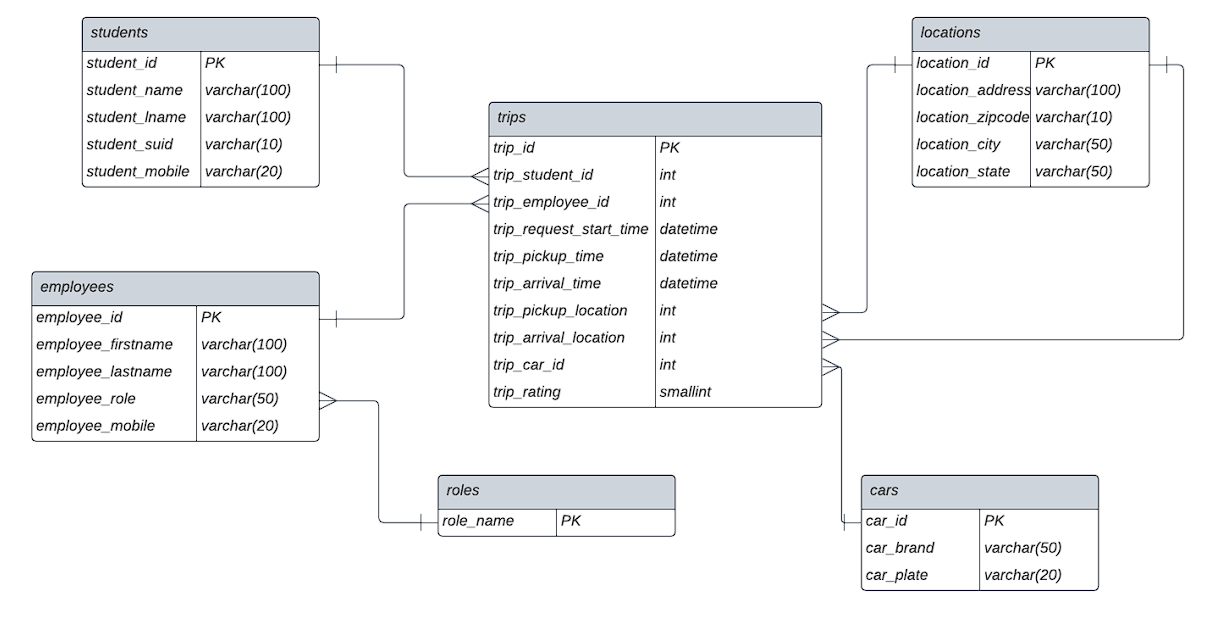 students
student_id PK
student_name varchar(100)
student_lname varchar(100)
student_suid varchar(10)
student_mobile varchar(20)
locations
location_id PK
location_address varchar(100)
location_zipcode varchar(10)
location_city varchar(50)
location_state varchar(50)
trips
trip_id PK
trip_student_id int
trip_employee_id int
trip_request_start_time datetime
trip_pickup_time datetime
trip_arrival_time datetime
trip_pickup_location int
trip_arrival_location int
trip_car_id int
trip_rating smallint
employees
employee_id PK
employee_firstname varchar(100)
employee_lastname varchar(100)
employee_role varchar(50)
employee_mobile varchar(20)
roles
role_name PK
cars
car_id PK
car_brand varchar(50)
car_plate varchar(20)